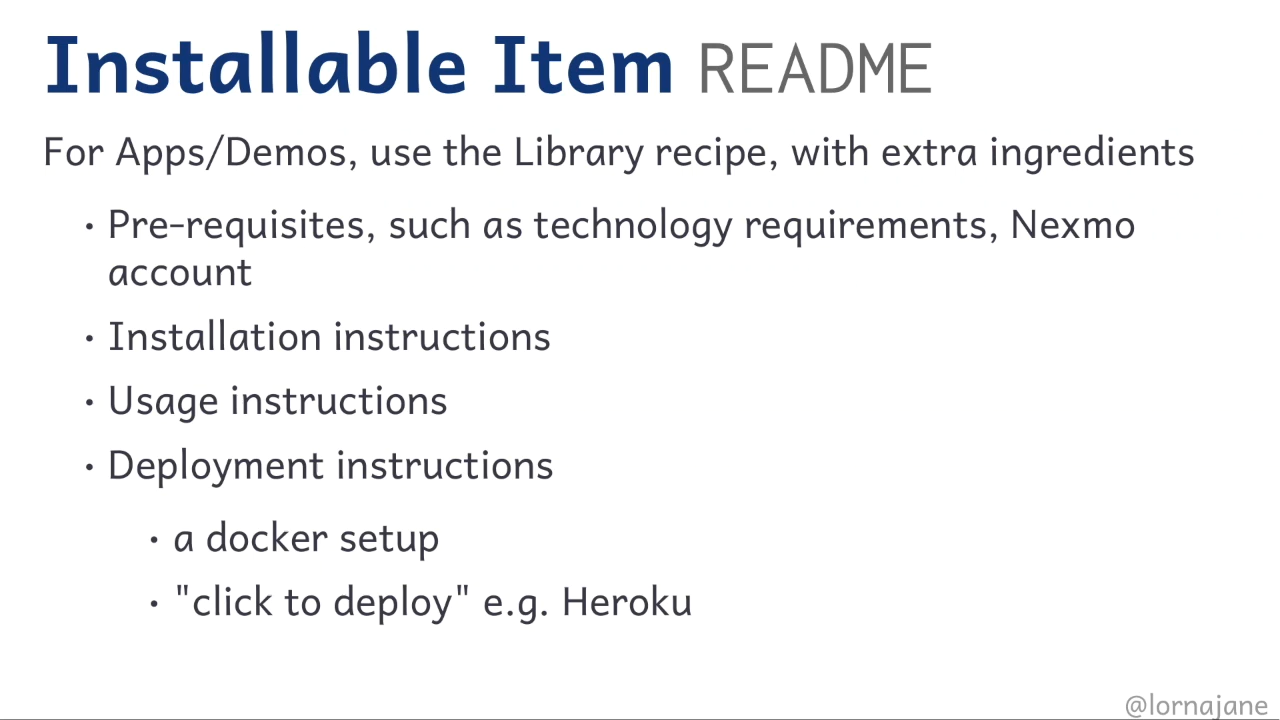 Installable Item README
For Apps/Demos, use the Library recipe, with extra ingredients
• Pre-requisites, such as technology requirements, Nexmo
account
• Installation instructions
• Usage instructions
• Deployment instructions
• a docker setup
• "click to deploy" e.g. Heroku
@lornajane